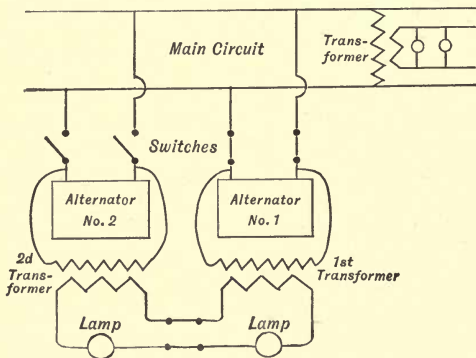 Main Circuit
Trans-
former
Switches
Alternator
No. 2
Alternator
No. 1
2d
Trans-
former
1st
Transformer
Lamp
Lamp